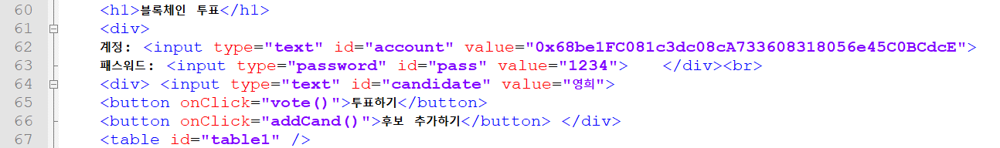 60 <h1>블록체인 투표</h1>
61 <div>
62 계정: <input type="text" id="account" value="0x68be1FC081c3dc08cA733608318056e45C0BCdcE">
63 패스워드: <input type="password" id="pass" value="1234"> </div><br>
64 <div> <input type="text" id="candidate" value="영희">
65 <button onClick="vote()">투표하기</button>
66 <button onClick="addCand()">후보 추가하기</button> </div>
67 <table id="table1" />